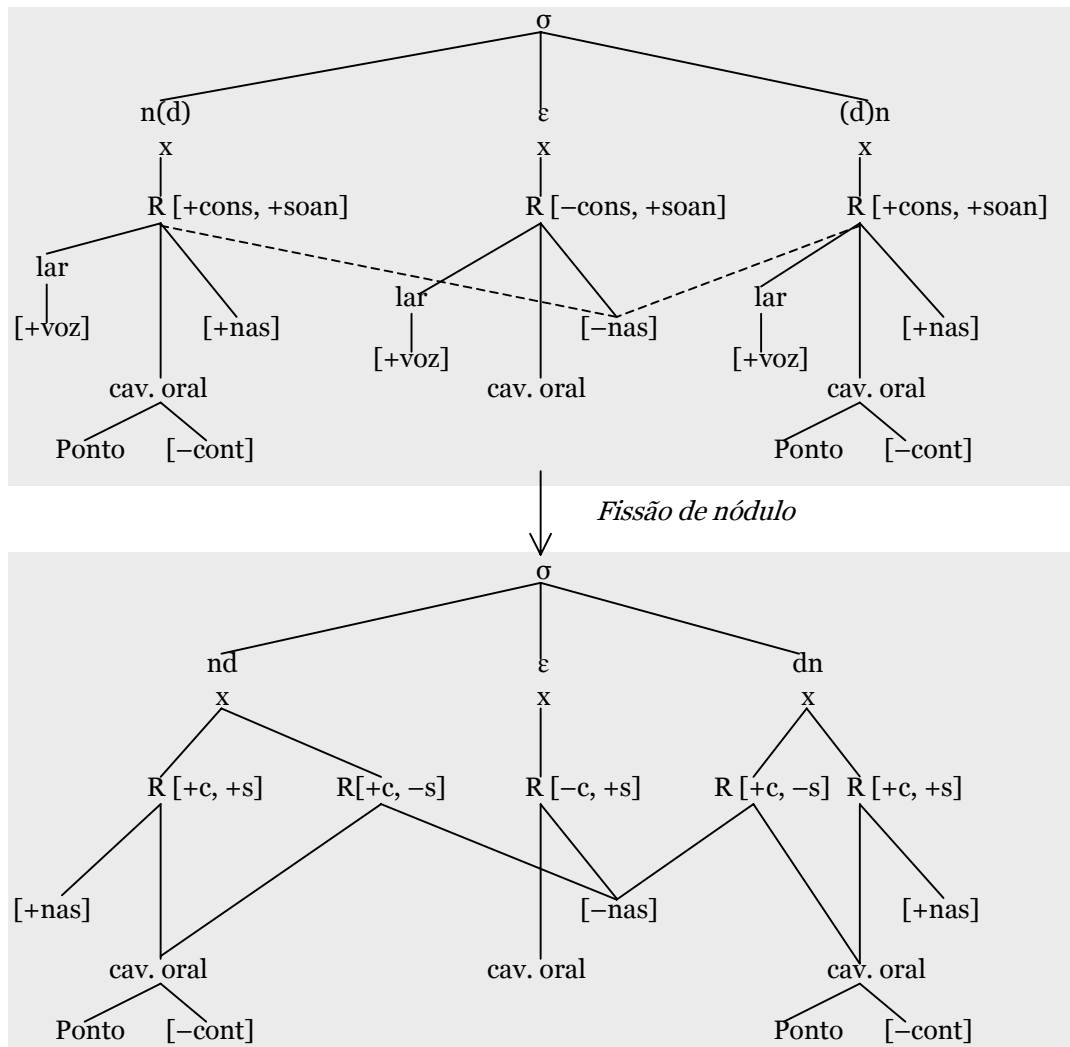 σ
n(d) ε (d)n
x x x
R [+cons, +soan] R [−cons, +soan] R [+cons, +soan]
lar lar lar
[+voz] [+nas] [+voz] [−nas] [+voz] [+nas]
cav. oral cav. oral cav. oral
Ponto [−cont] Ponto [−cont]
Fissão de nódulo
σ
nd ε dn
x x x
R [+c, +s] R[+c, −s] R [−c, +s] R [+c, −s] R [+c, +s]
[+nas] [−nas] [+nas]
cav. oral cav. oral cav. oral
Ponto [−cont] Ponto [−cont]